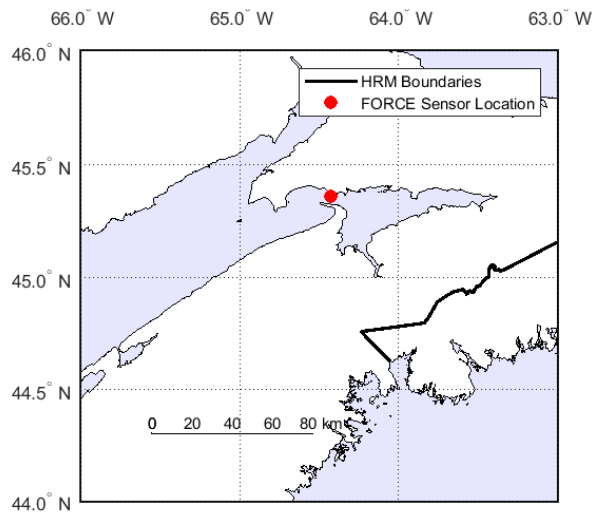 66.0° W 65.0° W 64.0° W 63.0° W
46.0° N
HRM Boundaries
FORCE Sensor Location
45.5° N
45.0° N
44.5° N
0 20 40 60 80 km
44.0° N